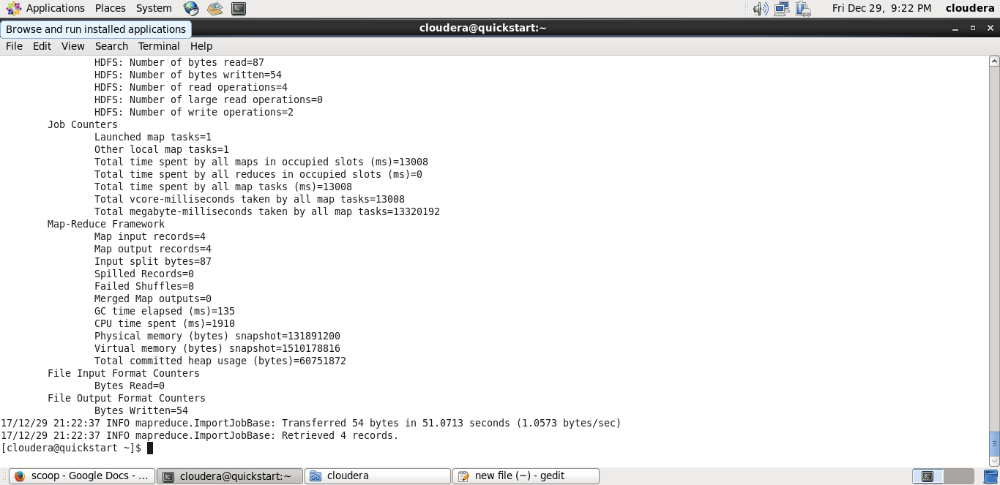 Applications Places System Fri Dec 29, 9:22 PM cloudera
Browse and run installed applications
cloudera@quickstart:~
File Edit View Search Terminal Help
HDFS: Number of bytes read=87
HDFS: Number of bytes written=54
HDFS: Number of read operations=4
HDFS: Number of large read operations=0
HDFS: Number of write operations=2
Job Counters
Launched map tasks=1
Other local map tasks=1
Total time spent by all maps in occupied slots (ms)=13008
Total time spent by all reduces in occupied slots (ms)=0
Total time spent by all map tasks (ms)=13008
Total vcore-milliseconds taken by all map tasks=13008
Total megabyte-milliseconds taken by all map tasks=13320192
Map-Reduce Framework
Map input records=4
Map output records=4
Input split bytes=87
Spilled Records=0
Failed Shuffles=0
Merged Map outputs=0
GC time elapsed (ms)=135
CPU time spent (ms)=1910
Physical memory (bytes) snapshot=131891200
Virtual memory (bytes) snapshot=1510178816
Total committed heap usage (bytes)=60751872
File Input Format Counters
Bytes Read=0
File Output Format Counters
Bytes Written=54
17/12/29 21:22:37 INFO mapreduce.ImportJobBase: Transferred 54 bytes in 51.0713 seconds (1.0573 bytes/sec)
17/12/29 21:22:37 INFO mapreduce.ImportJobBase: Retrieved 4 records.
[cloudera@quickstart ~]$
scoop - Google Docs - ... cloudera@quickstart:~ cloudera new file (~) - gedit